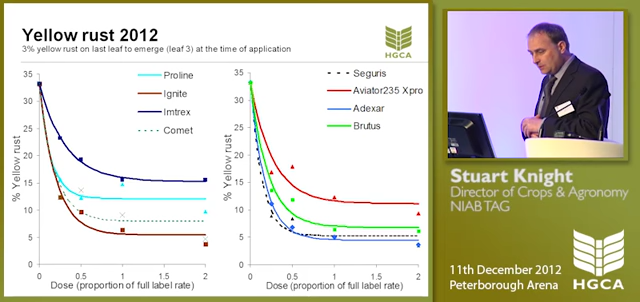 Yellow rust 2012
3% yellow rust on last leaf to emerge (leaf 3) at the time of application
HGCA
% Yellow rust
35
30
25
20
15
10
5
0
0
0.5
1
1.5
2
Dose (proportion of full label rate)
Proline
Ignite
Imtrex
Comet
% Yellow rust
35
30
25
20
15
10
5
0
0
0.5
1
1.5
2
Dose (proportion of full label rate)
Seguris
Aviator235 Xpro
Adexar
Brutus
Stuart Knight
Director of Crops & Agronomy
NIAB TAG
11th December 2012
Peterborough Arena
HGCA